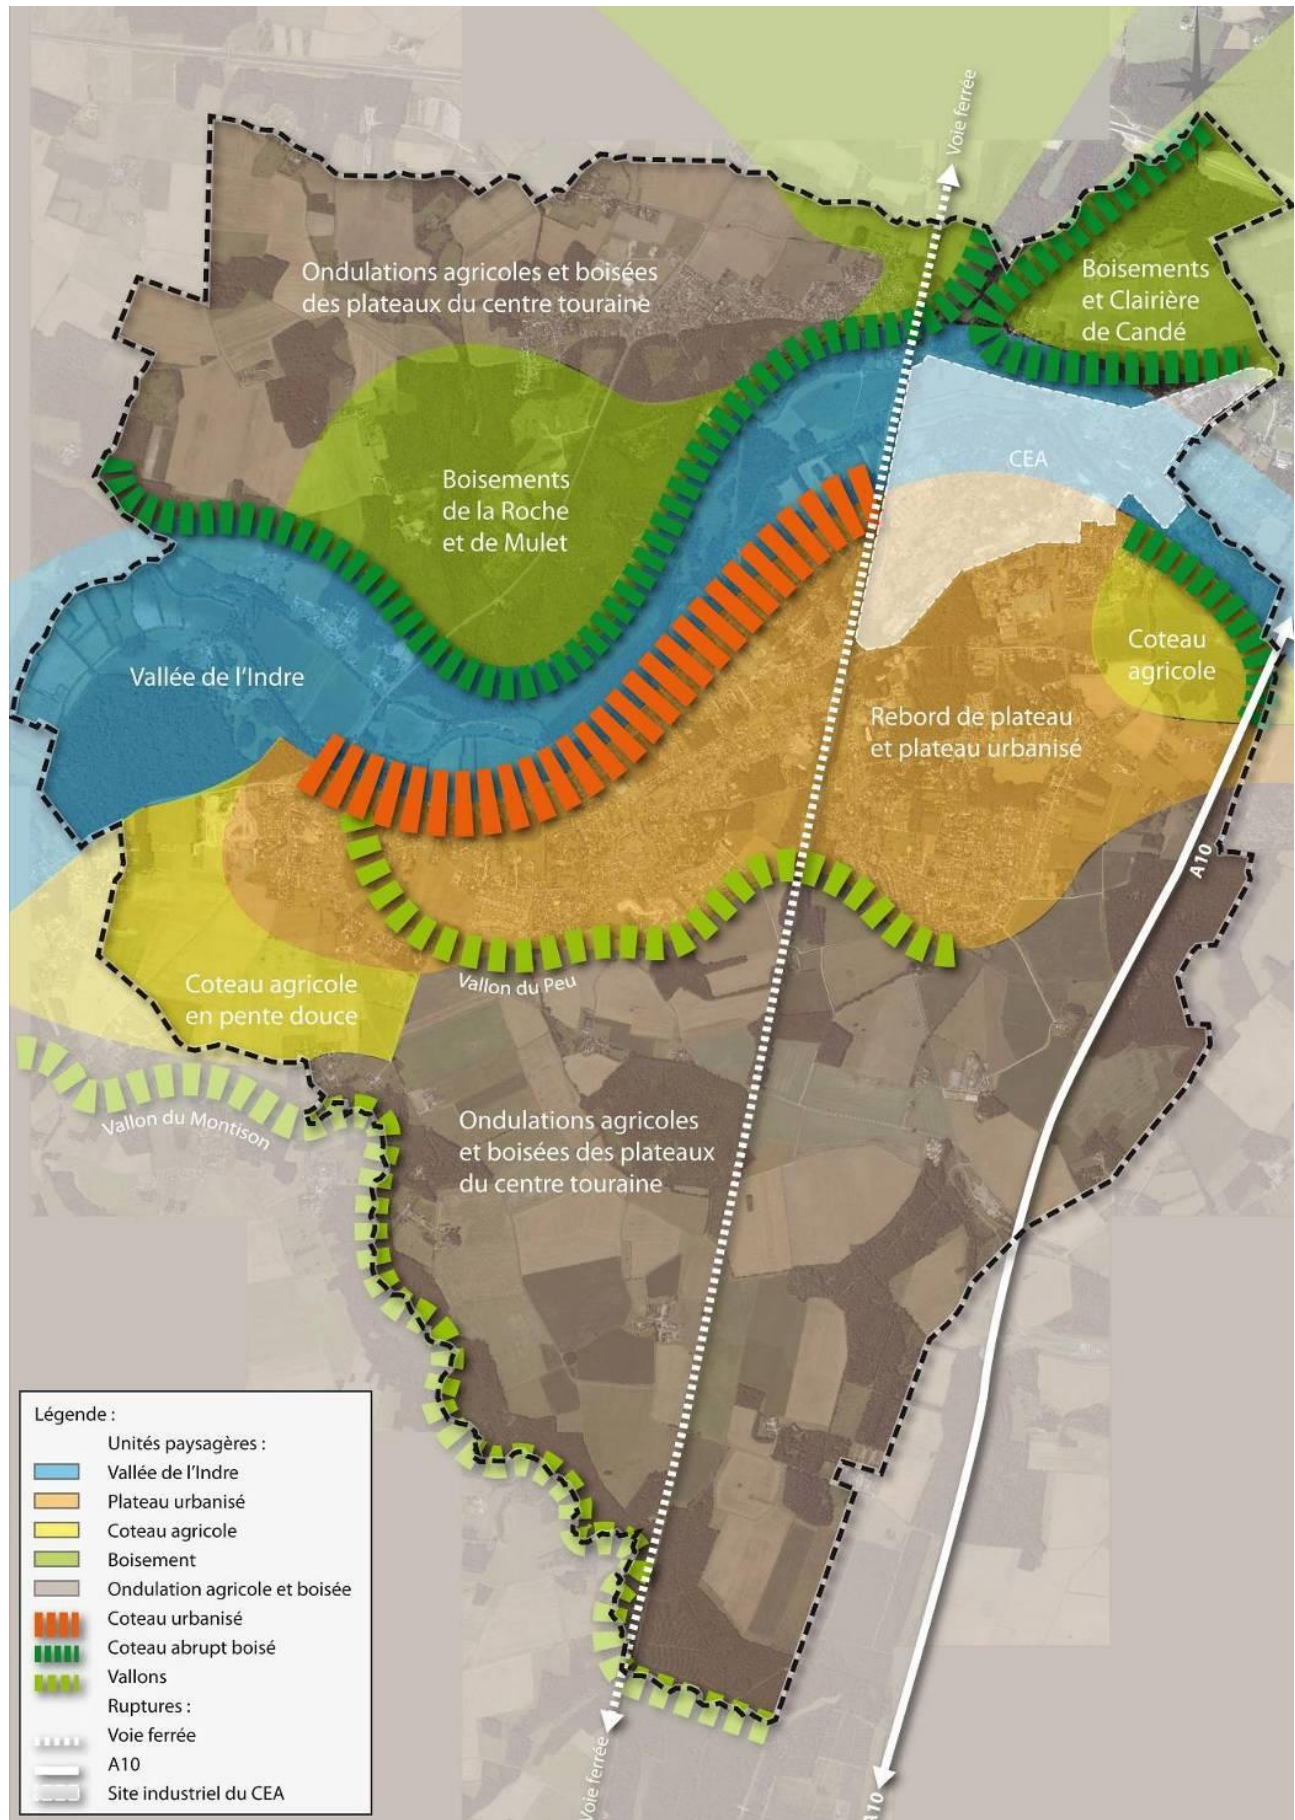 Voie ferrée
Ondulations agricoles et boisées
des plateaux du centre touraine
Boisements
et Clairière
de Candé
CEA
Boisements
de la Roche
et de Mulet
Vallée de l'Indre
Coteau
agricole
Rebord de plateau
et plateau urbanisé
A10
Vallon du Peu
Coteau agricole
en pente douce
Vallon du Montison
Ondulations agricoles
et boisées des plateaux
du centre touraine
Légende :
Unités paysagères :
Vallée de l'Indre
Plateau urbanisé
Coteau agricole
Boisement
Ondulation agricole et boisée
Coteau urbanisé
Coteau abrupt boisé
Vallons
Ruptures :
Voie ferrée
A10
Site industriel du CEA
Voie ferrée
A10